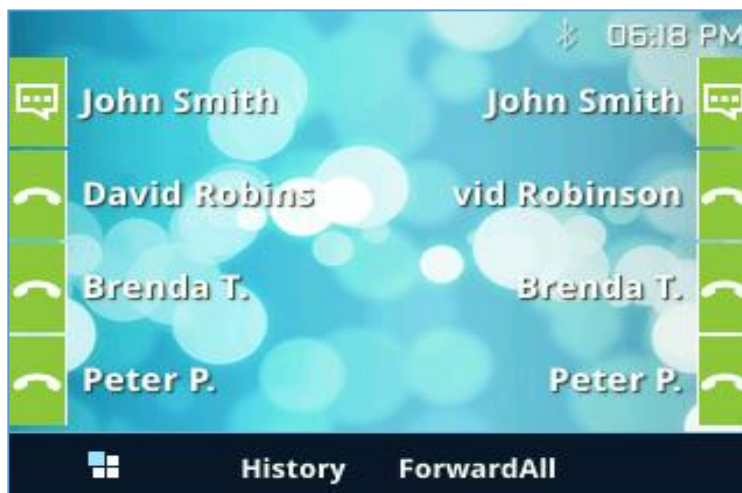 06:18 PM
John Smith John Smith
David Robins vid Robinson
Brenda T. Brenda T.
Peter P. Peter P.
History ForwardAll